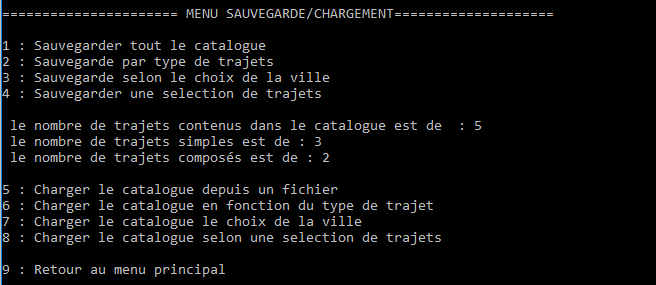 ====================== MENU SAUVEGARDE/CHARGEMENT====================
1 : Sauvegarder tout le catalogue
2 : Sauvegarde par type de trajets
3 : Sauvegarde selon le choix de la ville
4 : Sauvegarder une selection de trajets
le nombre de trajets contenus dans le catalogue est de  : 5
le nombre de trajets simples est de : 3
le nombre de trajets composés est de : 2
5 : Charger le catalogue depuis un fichier
6 : Charger le catalogue en fonction du type de trajet
7 : Charger le catalogue le choix de la ville
8 : Charger le catalogue selon une selection de trajets
9 : Retour au menu principal